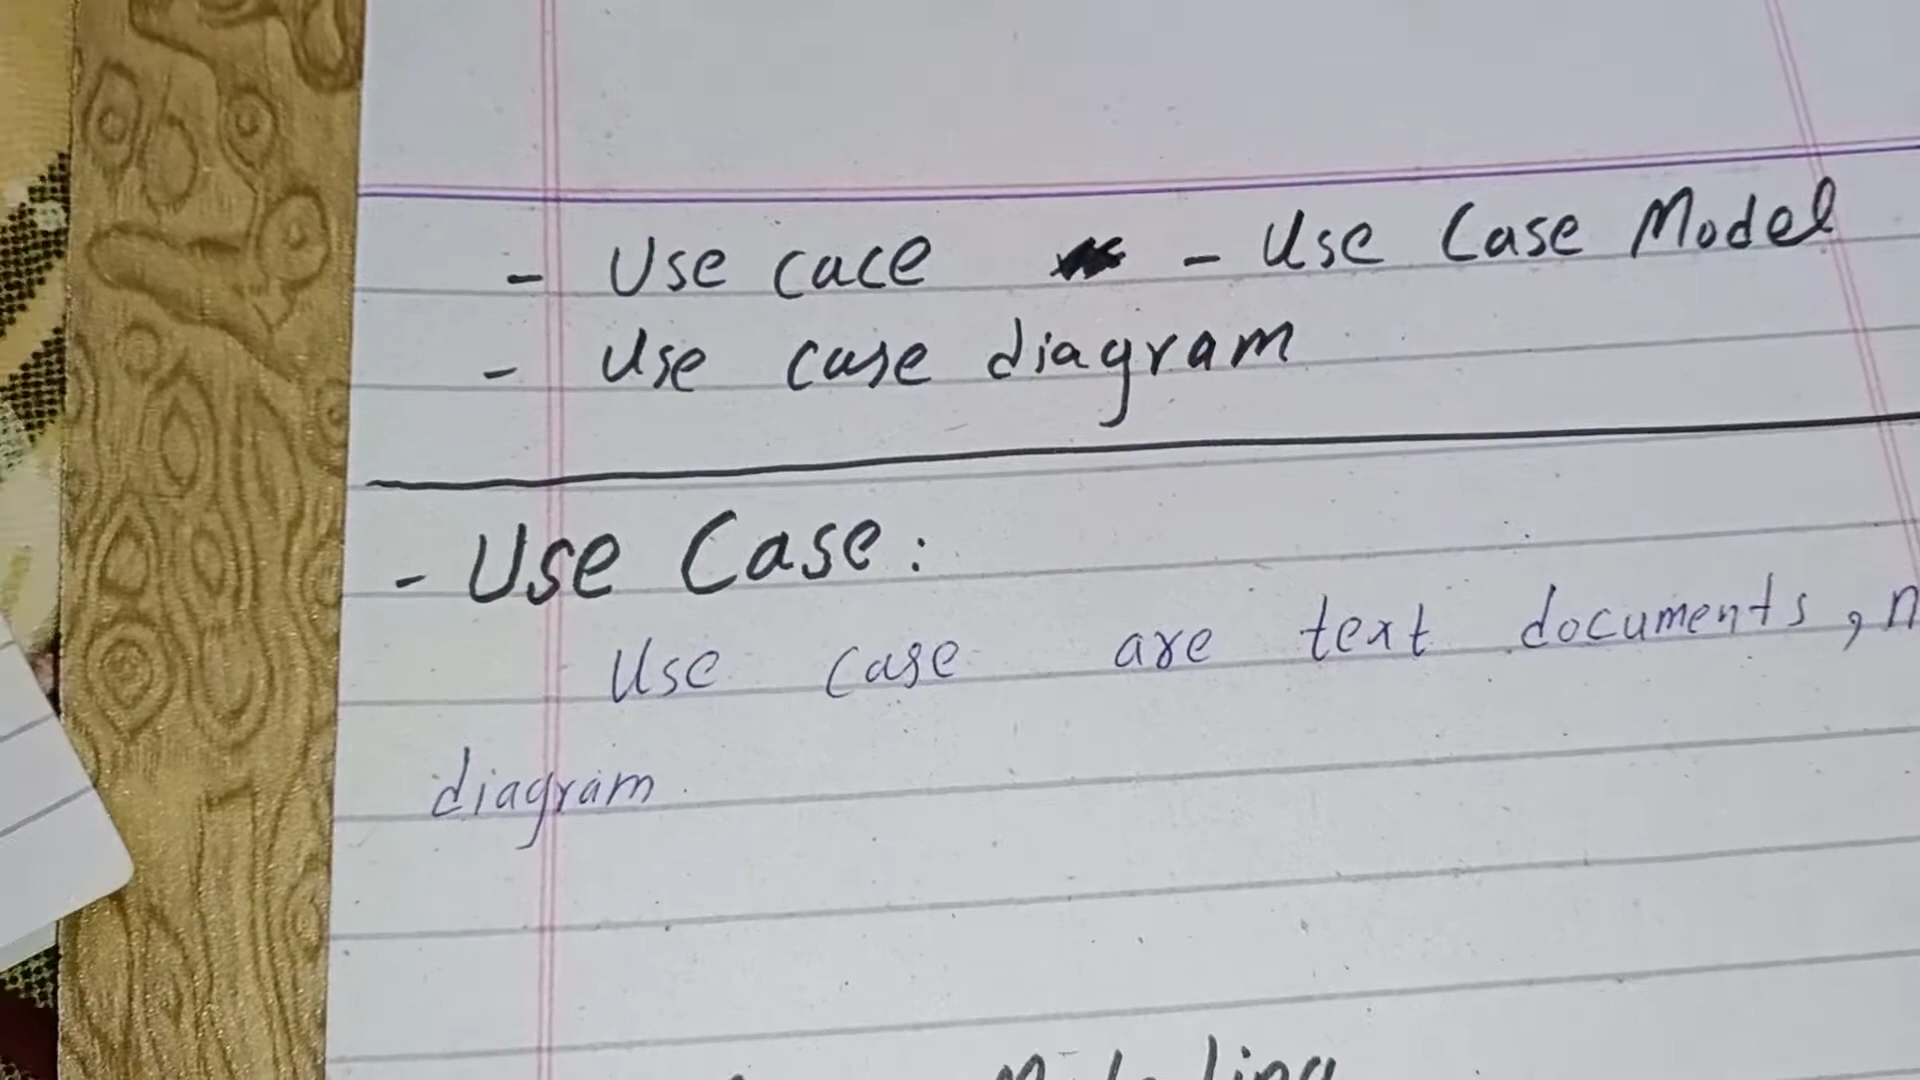 - Use cace - Use Case Model
- Use case diagram
- Use Case:
Use case are text documents, n
diagram